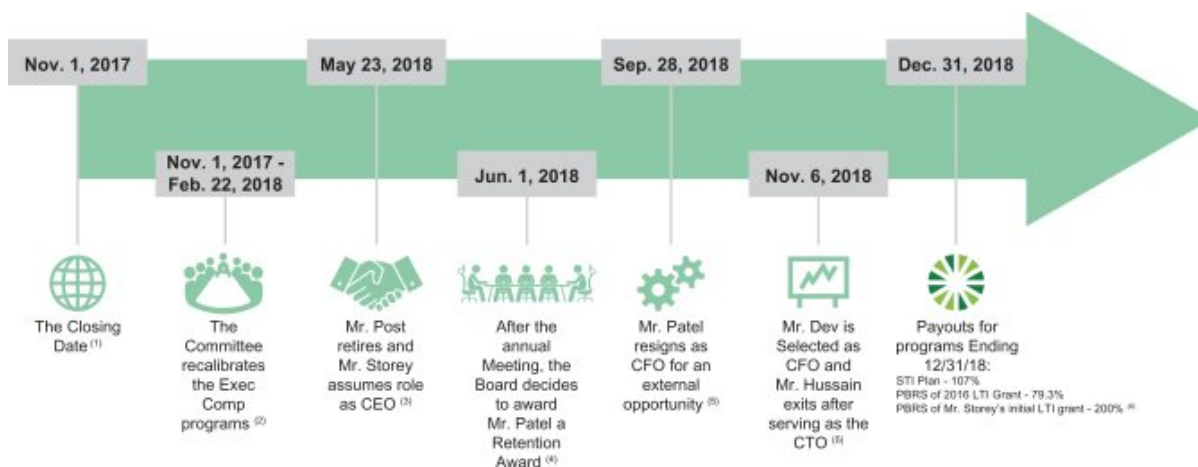 Nov. 1, 2017
May 23, 2018
Sep. 28, 2018
Dec. 31, 2018
Nov. 1, 2017 -
Feb. 22, 2018
Jun. 1, 2018
Nov. 6, 2018
The Closing
Date (1)
The
Committee
recalibrates
the Exec
Comp
programs (2)
Mr. Post
retires and
Mr. Storey
assumes role
as CEO (3)
After the
annual
Meeting, the
Board decides
to award
Mr. Patel a
Retention
Award (4)
Mr. Patel
resigns as
CFO for an
external
opportunity (5)
Mr. Dev is
Selected as
CFO and
Mr. Hussain
exits after
serving as the
CTO (5)
Payouts for
programs Ending
12/31/18:
STI Plan - 107%
PBRS of 2016 LTI Grant - 79.3%
PBRS of Mr. Storey's initial LTI grant - 200%